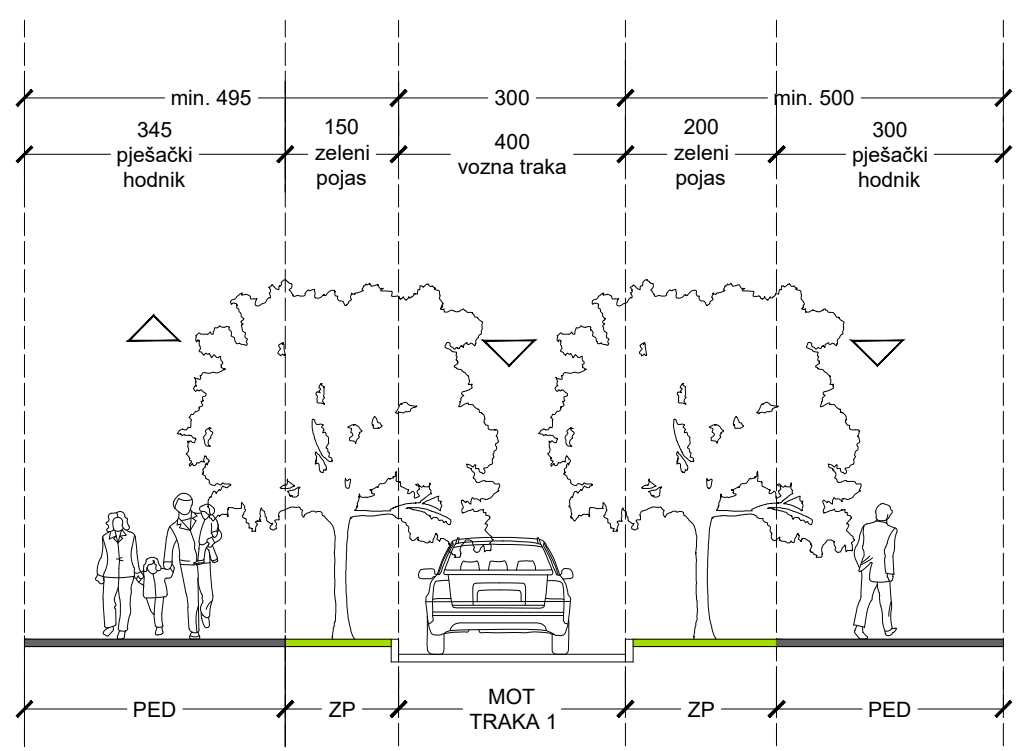 min. 495
300
min. 500
345
pješački
hodnik
150
zeleni
pojas
400
vozna traka
200
zeleni
pojas
300
pješački
hodnik
PED
ZP
MOT
TRAKA 1
ZP
PED